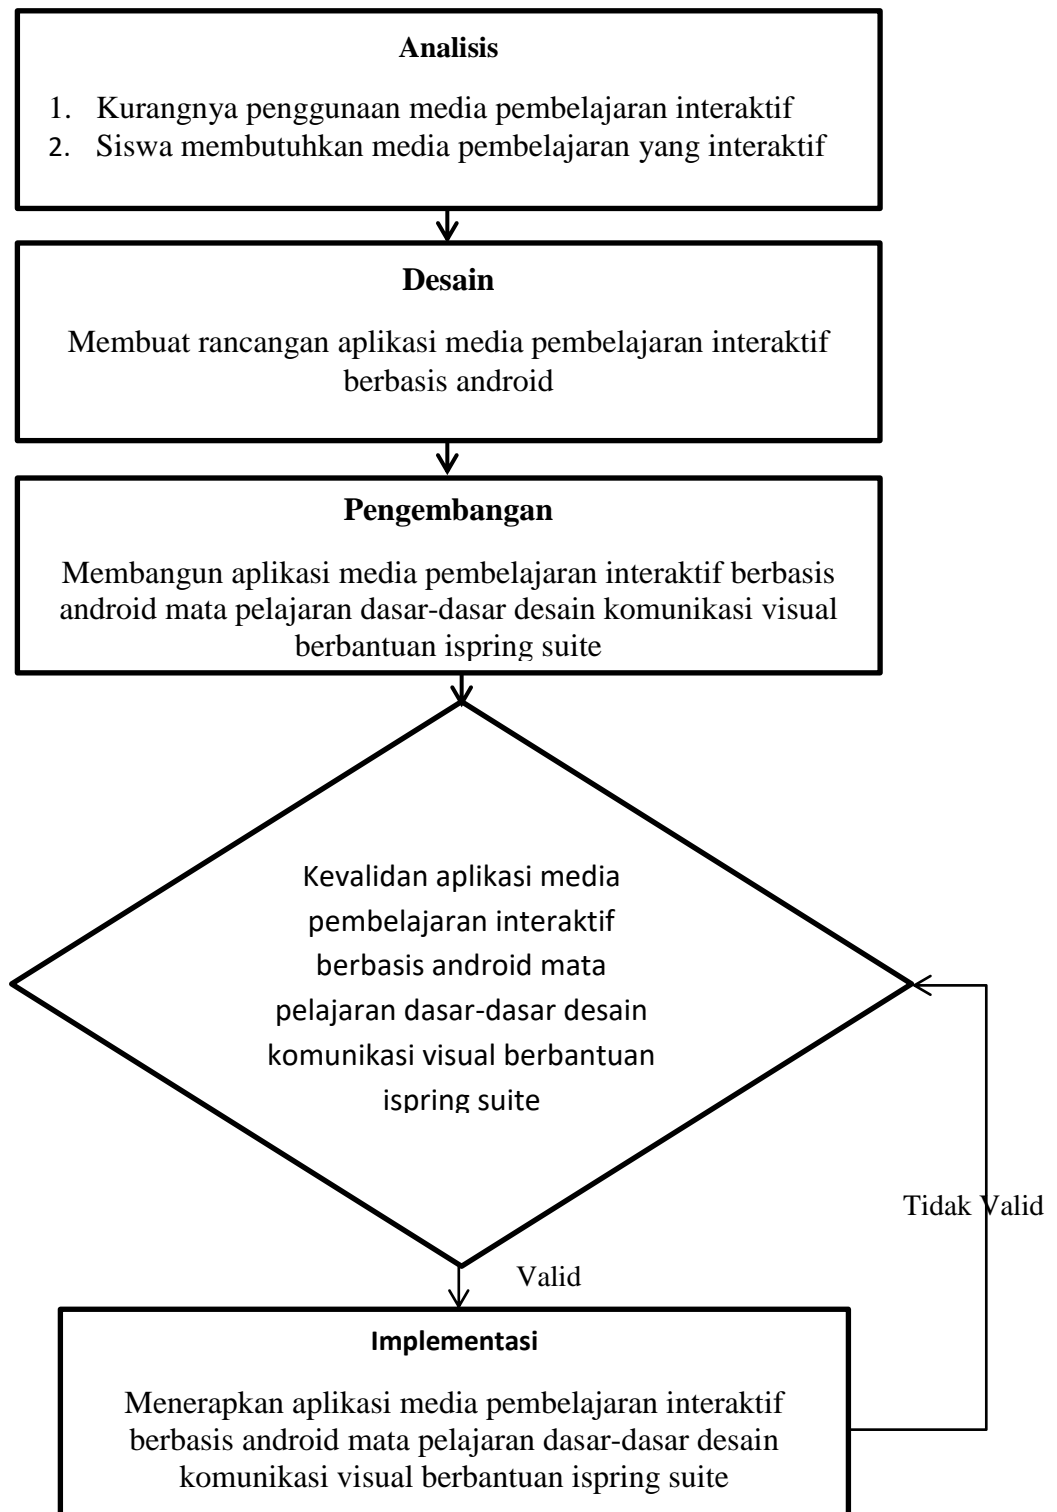 Analisis
1. Kurangnya penggunaan media pembelajaran interaktif
2. Siswa membutuhkan media pembelajaran yang interaktif
Desain
Membuat rancangan aplikasi media pembelajaran interaktif
berbasis android
Pengembangan
Membangun aplikasi media pembelajaran interaktif berbasis
android mata pelajaran dasar-dasar desain komunikasi visual
berbantuan ispring suite
Kevalidan aplikasi media
pembelajaran interaktif
berbasis android mata
pelajaran dasar-dasar desain
komunikasi visual berbantuan
ispring suite
Tidak Valid
Valid
Implementasi
Menerapkan aplikasi media pembelajaran interaktif
berbasis android mata pelajaran dasar-dasar desain
komunikasi visual berbantuan ispring suite